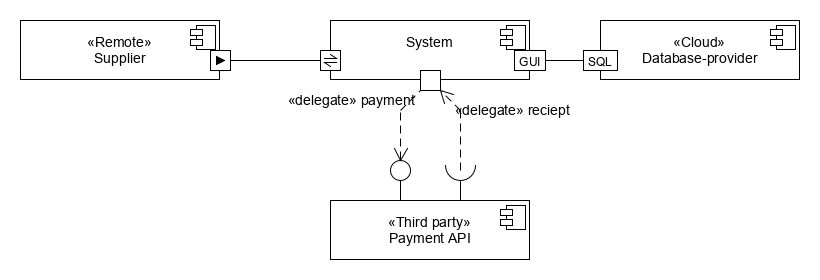 «Remote»
Supplier
System
GUI
SQL
«Cloud»
Database-provider
«delegate» payment
«delegate» reciept
«Third party»
Payment API